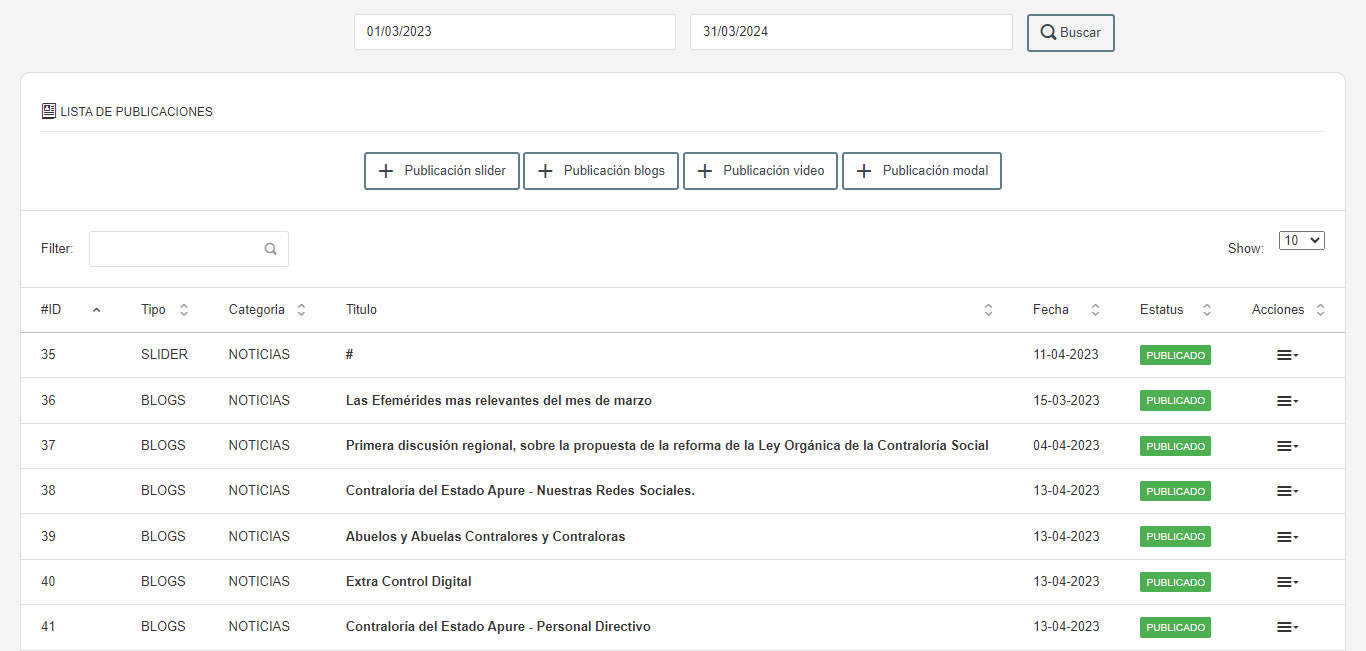 01/03/2023 31/03/2024 Buscar
LISTA DE PUBLICACIONES
Publicación slider Publicación blogs Publicación video Publicación modal
Filter: Show: 10
#ID Tipo Categoria Titulo Fecha Estatus Acciones
35 SLIDER NOTICIAS # 11-04-2023 PUBLICADO
36 BLOGS NOTICIAS Las Efemérides mas relevantes del mes de marzo 15-03-2023 PUBLICADO
37 BLOGS NOTICIAS Primera discusión regional, sobre la propuesta de la reforma de la Ley Orgánica de la Contraloría Social 04-04-2023 PUBLICADO
38 BLOGS NOTICIAS Contraloría del Estado Apure - Nuestras Redes Sociales. 13-04-2023 PUBLICADO
39 BLOGS NOTICIAS Abuelos y Abuelas Contralores y Contraloras 13-04-2023 PUBLICADO
40 BLOGS NOTICIAS Extra Control Digital 13-04-2023 PUBLICADO
41 BLOGS NOTICIAS Contraloría del Estado Apure - Personal Directivo 13-04-2023 PUBLICADO